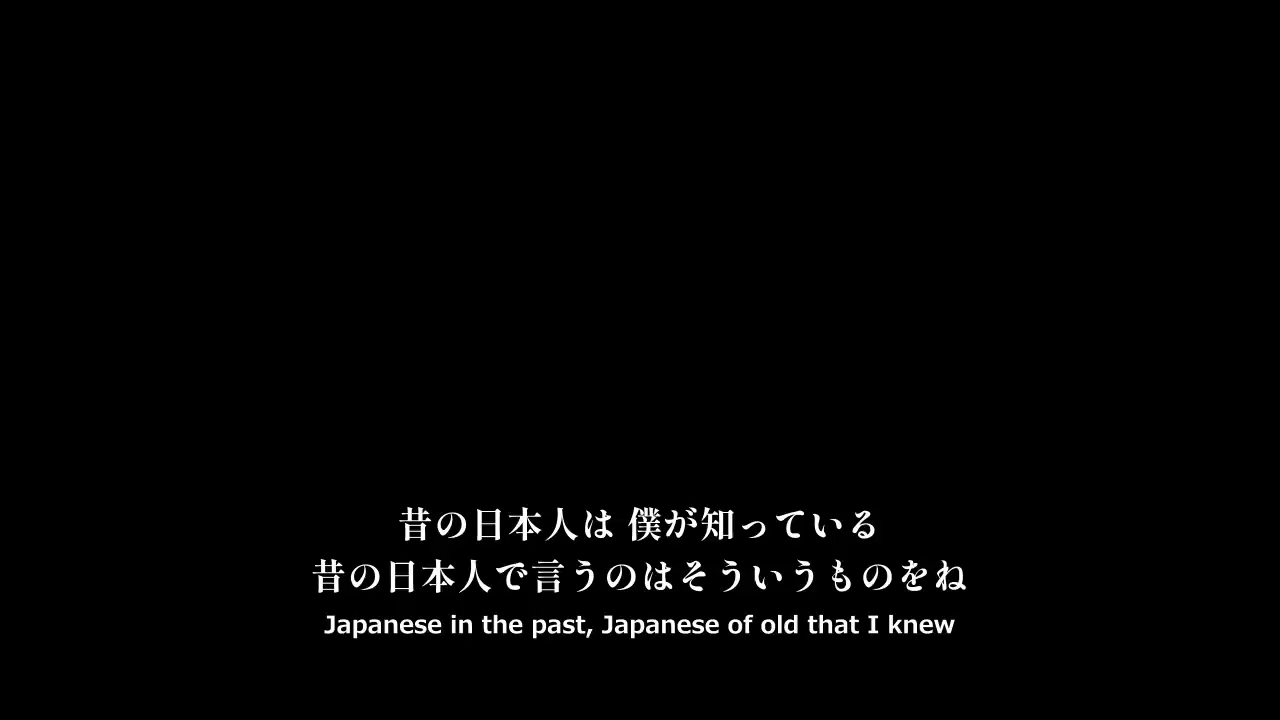 昔の日本人は 僕が知っている
昔の日本人で言うのはそういうものをね
Japanese in the past, Japanese of old that I knew